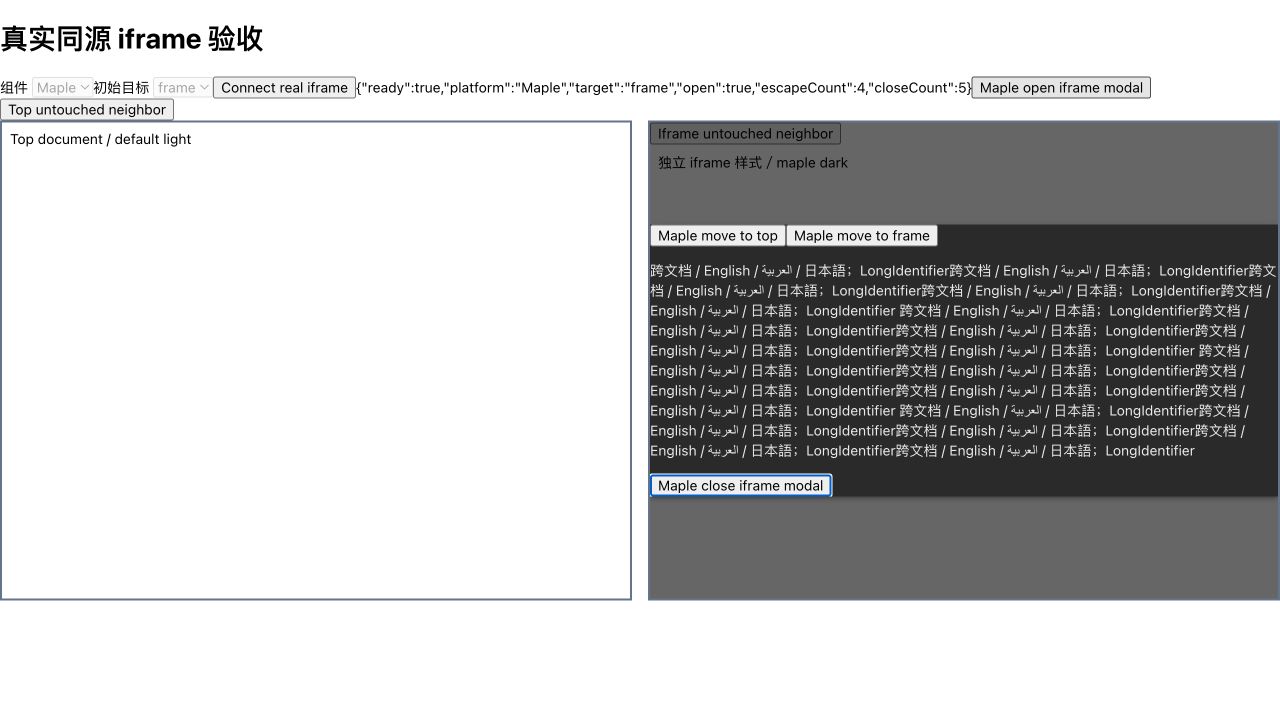 真实同源 iframe 验收
组件 Maple 初始目标 frame Connect real iframe {"ready":true,"platform":"Maple","target":"frame","open":true,"escapeCount":4,"closeCount":5} Maple open iframe modal
Top untouched neighbor
Top document / default light
Iframe untouched neighbor
独立 iframe 样式 / maple dark
Maple move to top Maple move to frame
跨文档 / English / العربية / 日本語；LongIdentifier跨文档 / English / العربية / 日本語；LongIdentifier跨文
档 / English / العربية / 日本語；LongIdentifier跨文档 / English / العربية / 日本語；LongIdentifier跨文档 /
English / العربية / 日本語；LongIdentifier 跨文档 / English / العربية / 日本語；LongIdentifier跨文档 /
English / العربية / 日本語；LongIdentifier跨文档 / English / العربية / 日本語；LongIdentifier跨文档 /
English / العربية / 日本語；LongIdentifier跨文档 / English / العربية / 日本語；LongIdentifier 跨文档 /
English / العربية / 日本語；LongIdentifier跨文档 / English / العربية / 日本語；LongIdentifier跨文档 /
English / العربية / 日本語；LongIdentifier跨文档 / English / العربية / 日本語；LongIdentifier跨文档 /
English / العربية / 日本語；LongIdentifier 跨文档 / English / العربية / 日本語；LongIdentifier跨文档 /
English / العربية / 日本語；LongIdentifier跨文档 / English / العربية / 日本語；LongIdentifier跨文档 /
English / العربية / 日本語；LongIdentifier跨文档 / English / العربية / 日本語；LongIdentifier
Maple close iframe modal